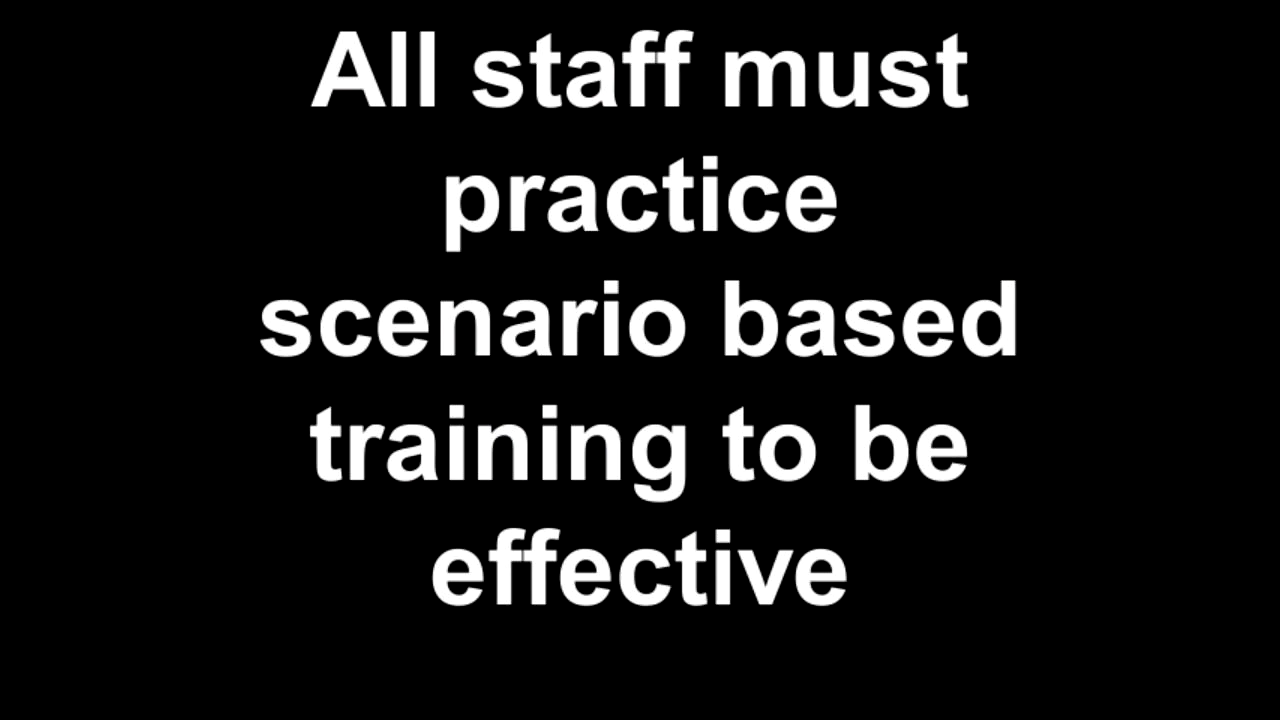 All staff must
practice
scenario based
training to be
effective